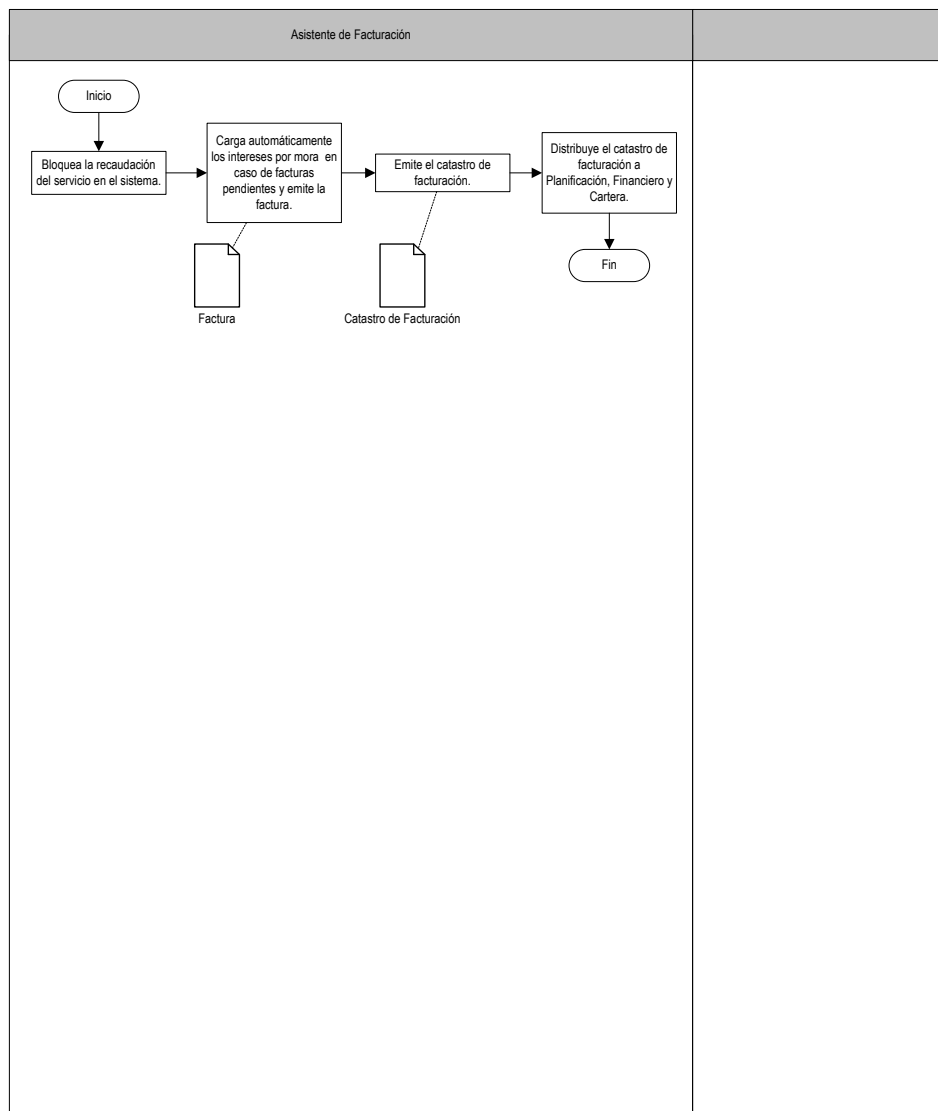 Asistente de Facturación
Inicio
Bloquea la recaudación
del servicio en el sistema.
Carga automáticamente
los intereses por mora en
caso de facturas
pendientes y emite la
factura.
Emite el catastro de
facturación.
Distribuye el catastro de
facturación a
Planificación, Financiero y
Cartera.
Fin
Factura
Catastro de Facturación